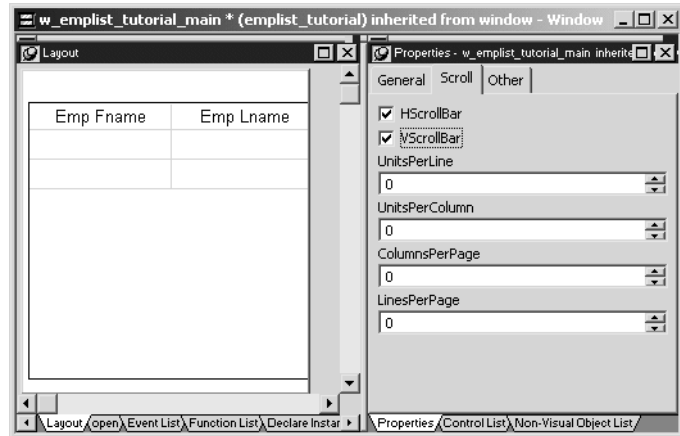 w_emplist_tutorial_main * (emplist_tutorial) inherited from window - Window
Layout
Emp Fname Emp Lname
Layout open Event List Function List Declare Instar
Properties - w_emplist_tutorial_main inherite
General Scroll Other
HScrollBar
VScrollBar
UnitsPerLine
0
UnitsPerColumn
0
ColumnsPerPage
0
LinesPerPage
0
Properties Control List Non-Visual Object List